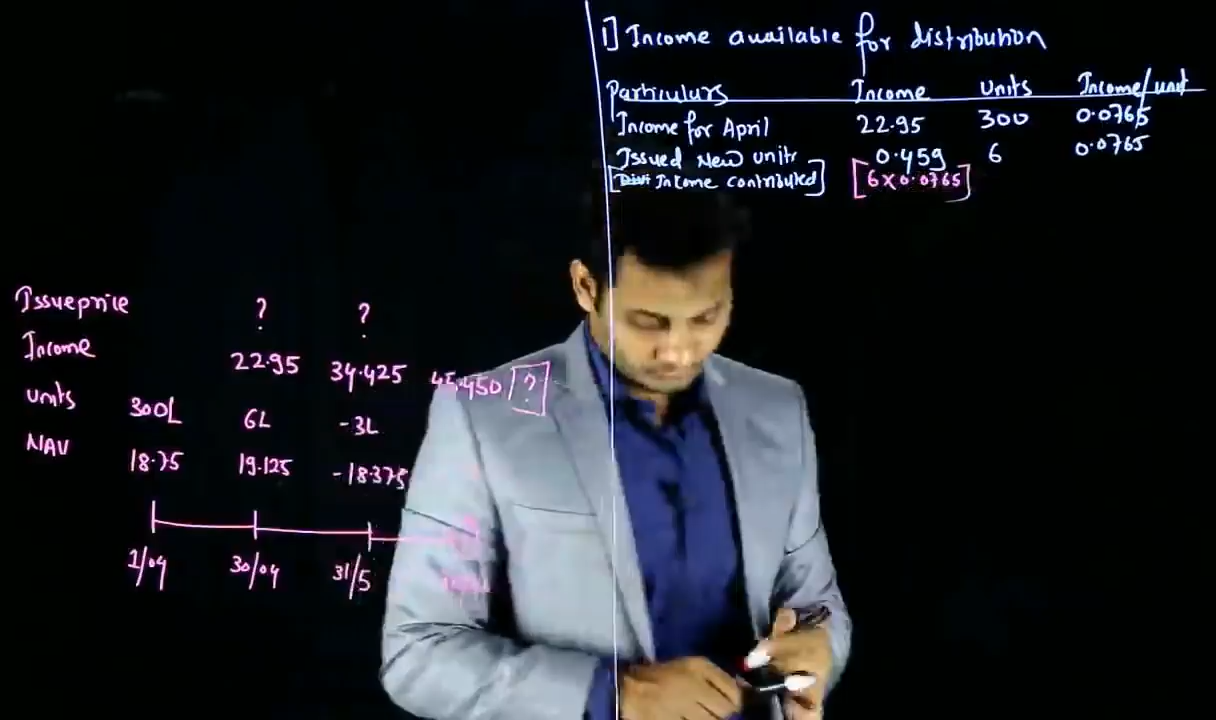 1] Income available for distribution
Particulars Income Units Income/unit
Income for April 22.95 300 0.0765
Issued New units 0.459 6 0.0765
[Income contributed] [6x0.0765]
Issueprice ? ?
Income 22.95 34.425 45.450 ?
units 300L 6L -3L
NAV 18.75 19.125 -18.375
1/04 30/04 31/5